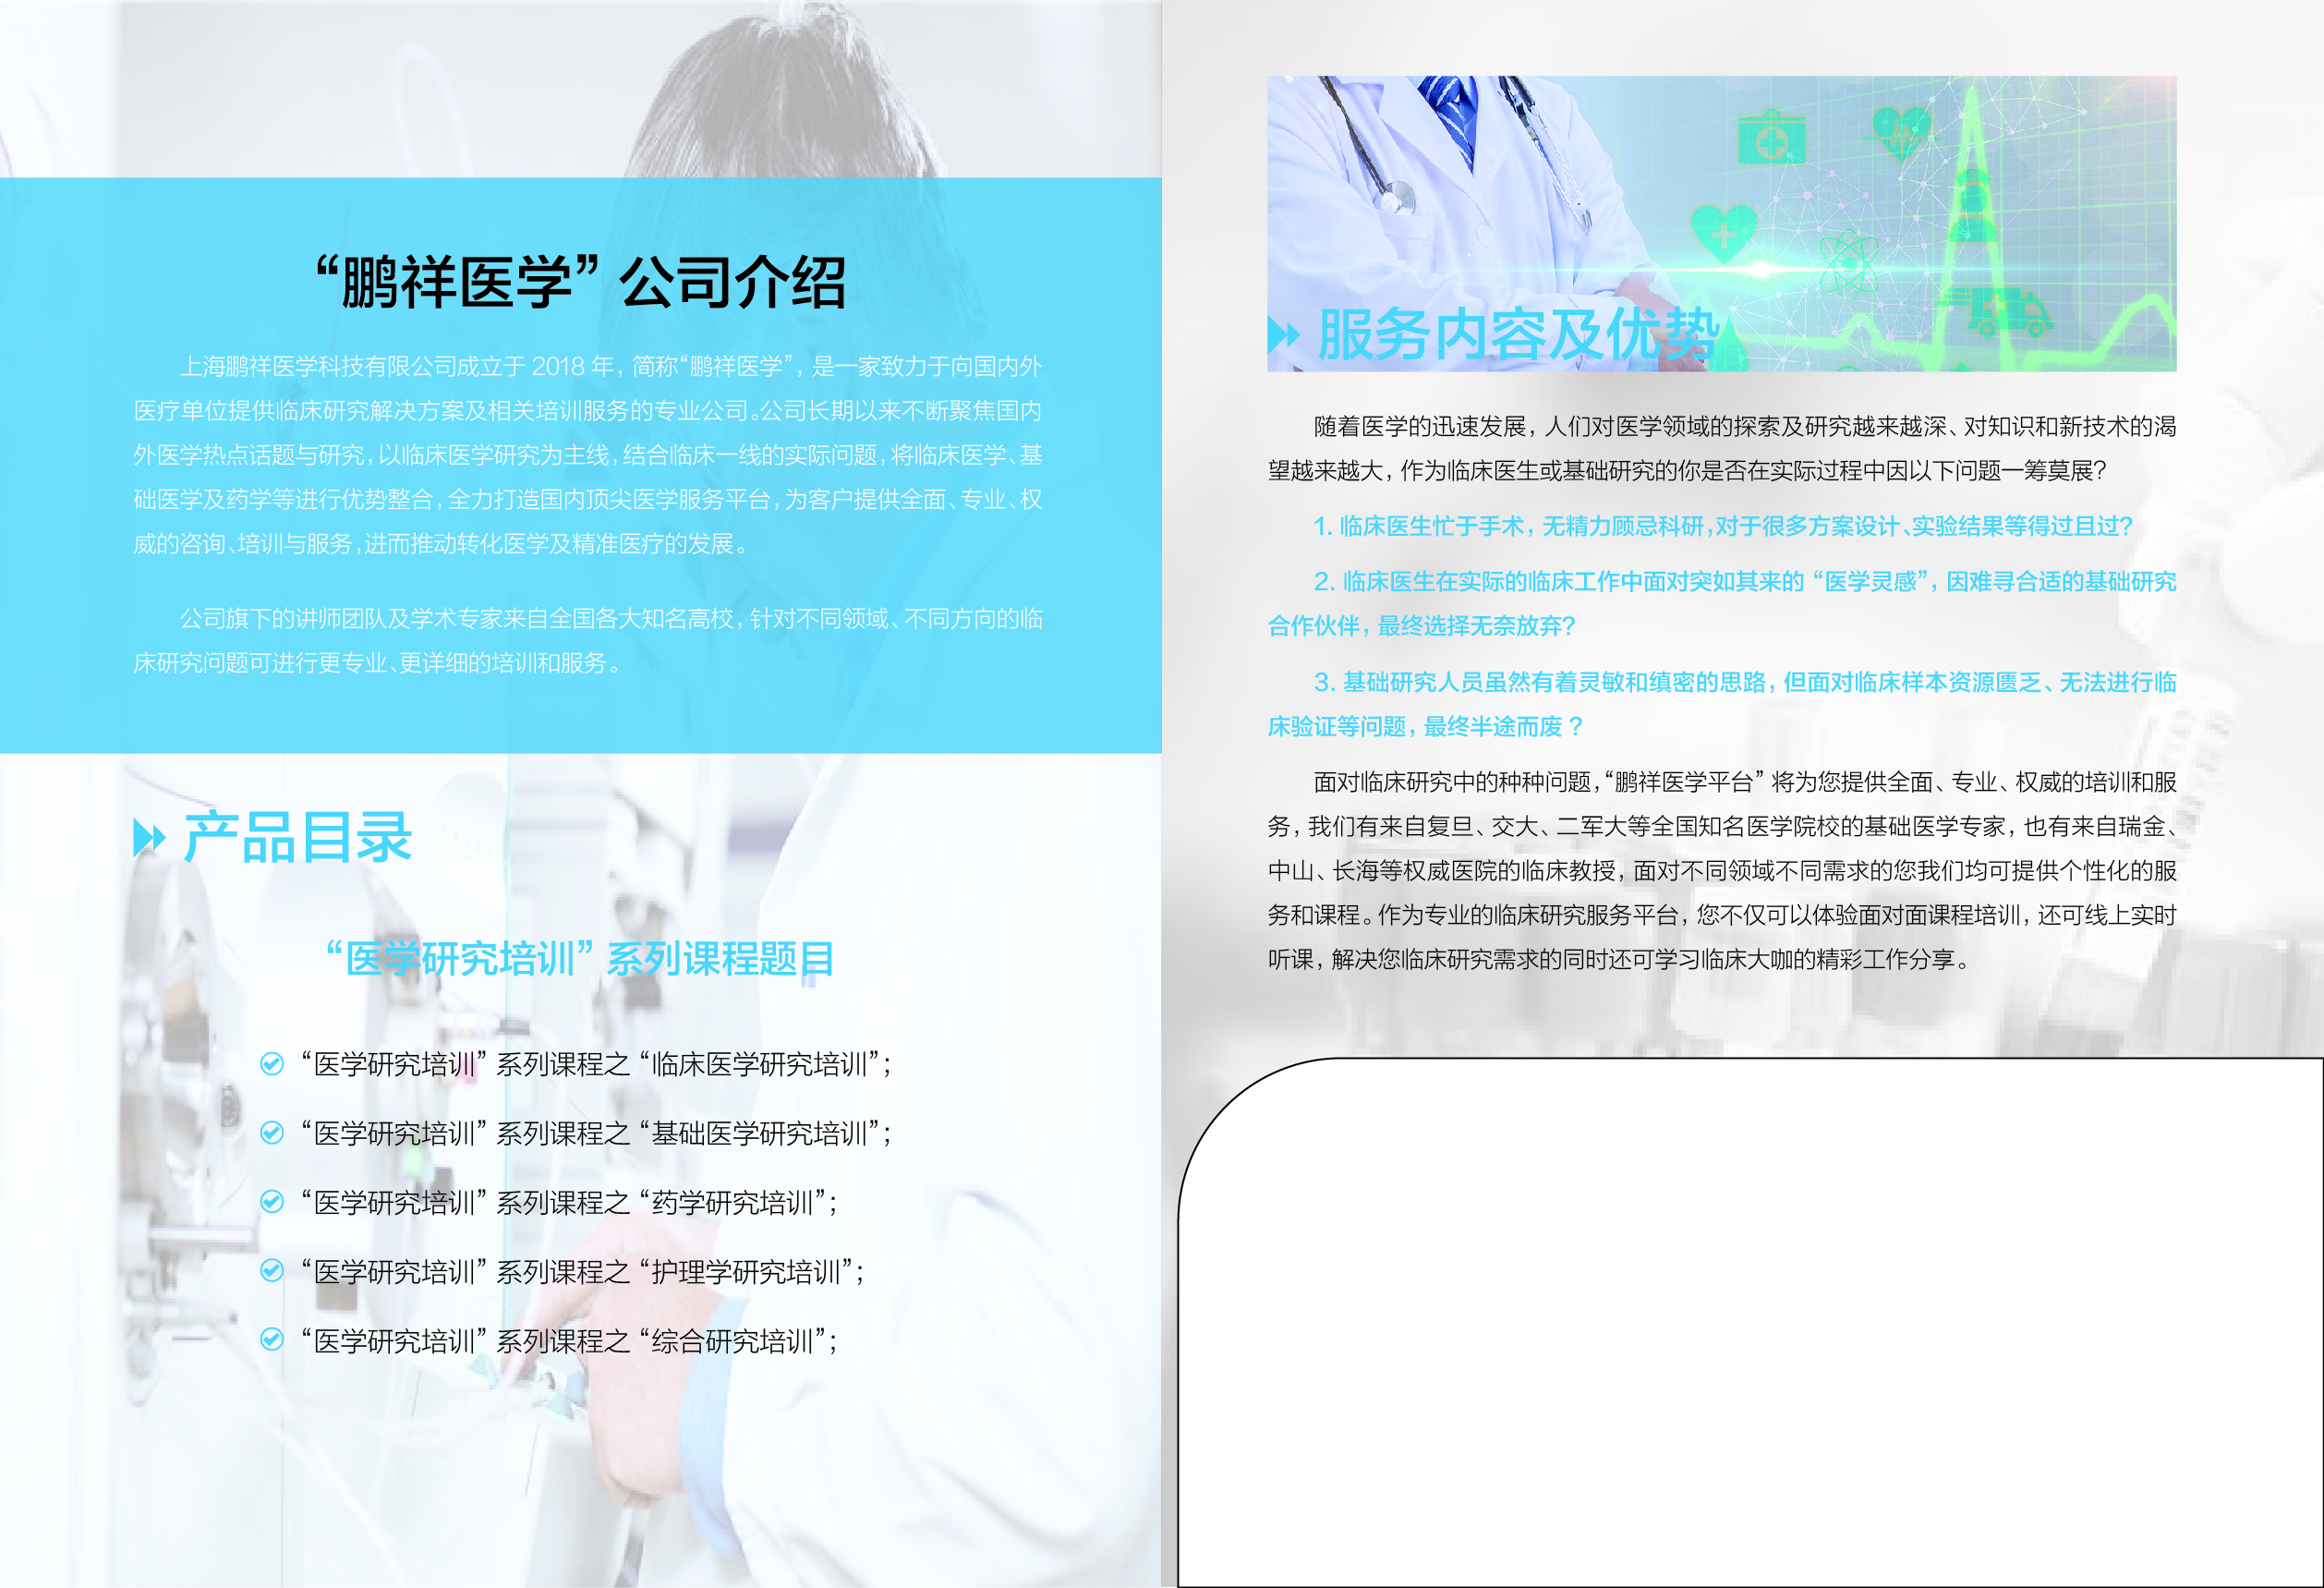 “鹏祥医学” 公司介绍
上海鹏祥医学科技有限公司成立于 2018 年，简称“鹏祥医学”，是一家致力于向国内外
医疗单位提供临床研究解决方案及相关培训服务的专业公司。公司长期以来不断聚焦国内
外医学热点话题与研究，以临床医学研究为主线，结合临床一线的实际问题，将临床医学、基
础医学及药学等进行优势整合，全力打造国内顶尖医学服务平台，为客户提供全面、专业、权
威的咨询、培训与服务，进而推动转化医学及精准医疗的发展。
公司旗下的讲师团队及学术专家来自全国各大知名高校，针对不同领域、不同方向的临
床研究问题可进行更专业、更详细的培训和服务。
产品目录
“医学研究培训” 系列课程题目
“医学研究培训” 系列课程之 “临床医学研究培训”；
“医学研究培训” 系列课程之 “基础医学研究培训”；
“医学研究培训” 系列课程之 “药学研究培训”；
“医学研究培训” 系列课程之 “护理学研究培训”；
“医学研究培训” 系列课程之 “综合研究培训”；
服务内容及优势
随着医学的迅速发展，人们对医学领域的探索及研究越来越深、对知识和新技术的渴
望越来越大，作为临床医生或基础研究的你是否在实际过程中因以下问题一筹莫展？
1. 临床医生忙于手术，无精力顾忌科研，对于很多方案设计、实验结果等得过且过？
2. 临床医生在实际的临床工作中面对突如其来的 “医学灵感”，因难寻合适的基础研究
合作伙伴，最终选择无奈放弃？
3. 基础研究人员虽然有着灵敏和缜密的思路，但面对临床样本资源匮乏、无法进行临
床验证等问题，最终半途而废 ？
面对临床研究中的种种问题，“鹏祥医学平台” 将为您提供全面、专业、权威的培训和服
务，我们有来自复旦、交大、二军大等全国知名医学院校的基础医学专家，也有来自瑞金、
中山、长海等权威医院的临床教授，面对不同领域不同需求的您我们均可提供个性化的服
务和课程。作为专业的临床研究服务平台，您不仅可以体验面对面课程培训，还可线上实时
听课，解决您临床研究需求的同时还可学习临床大咖的精彩工作分享。